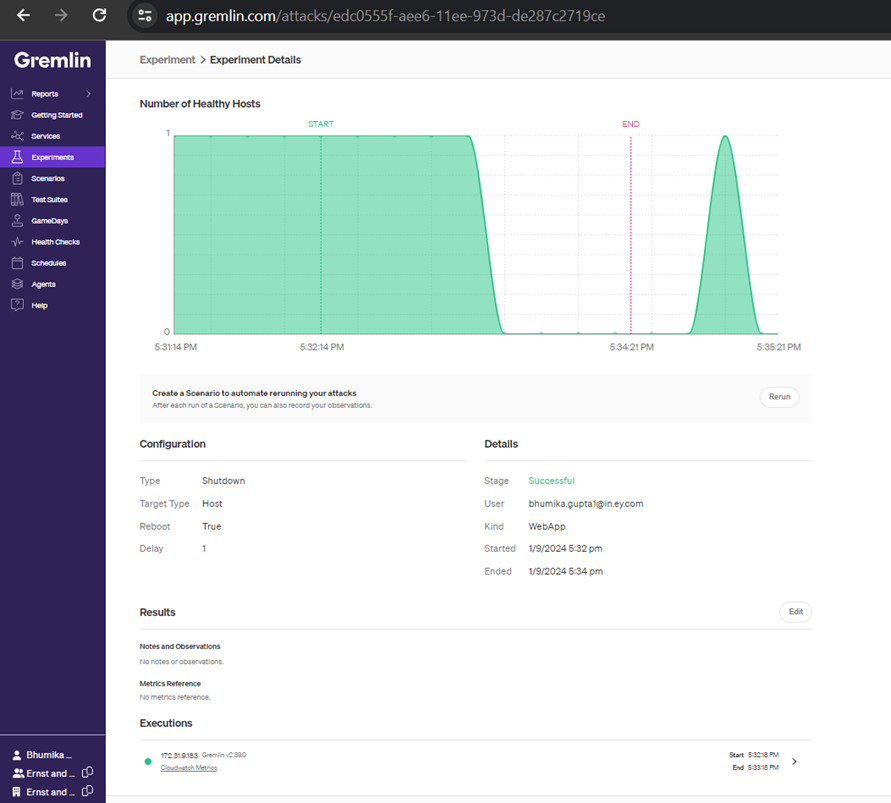 app.gremlin.com/attacks/edc0555f-aee6-11ee-973d-de287c2719ce
Gremlin
Reports
Getting Started
Services
Experiments
Scenarios
Test Suites
GameDays
Health Checks
Schedules
Agents
Help
Bhumika ...
Ernst and ...
Ernst and ...
Experiment > Experiment Details
Number of Healthy Hosts
START END
1
0
5:31:14 PM 5:32:14 PM 5:34:21 PM 5:35:21 PM
Create a Scenario to automate rerunning your attacks
After each run of a Scenario, you can also record your observations.
Rerun
Configuration
Type Shutdown
Target Type Host
Reboot True
Delay 1
Details
Stage Successful
User bhumika.gupta1@in.ey.com
Kind WebApp
Started 1/9/2024 5:32 pm
Ended 1/9/2024 5:34 pm
Results
Edit
Notes and Observations
No notes or observations.
Metrics Reference
No metrics reference.
Executions
172.31.9.183 Gremlin v2.39.0 Start 5:32:18 PM
Cloudwatch Metrics End 5:33:18 PM